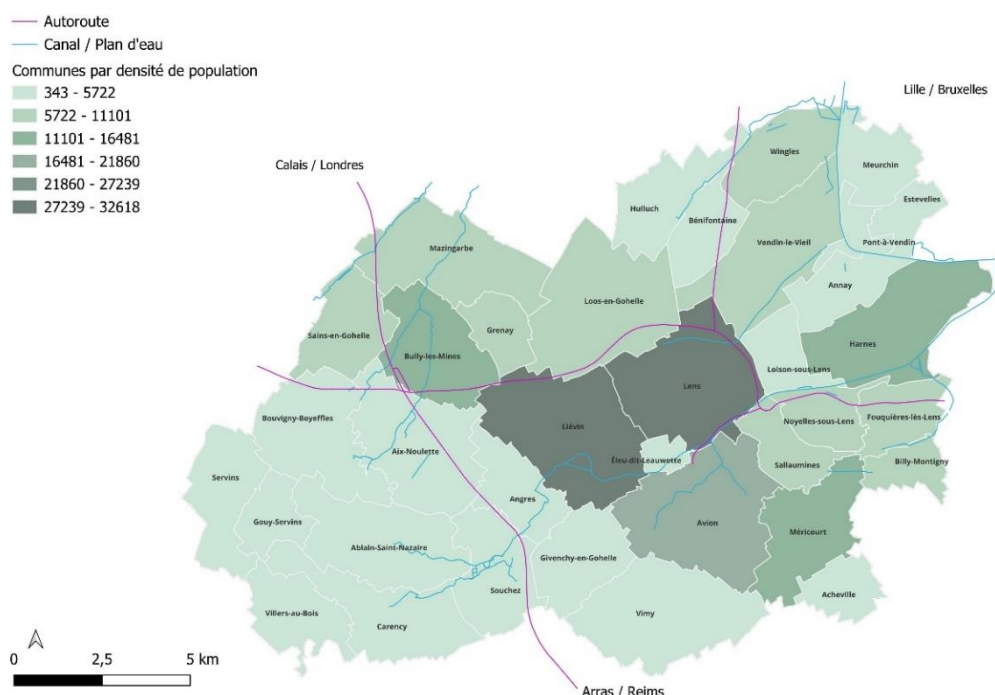 Autoroute
Canal / Plan d'eau
Communes par densité de population
343 - 5722
5722 - 11101
11101 - 16481
16481 - 21860
21860 - 27239
27239 - 32618
Lille / Bruxelles
Calais / Londres
Wingles
Meurchin
Estevelles
Hulluch
Bénifontaine
Vendin-le-Vieil
Pont-à-Vendin
Mazingarbe
Annay
Loos-en-Gohelle
Sains-en-Gohelle
Grenay
Harnes
Bully-les-Mines
Loison-sous-Lens
Lens
Bouvigny-Boyeffles
Liévin
Noyelles-sous-Lens
Fouquières-lès-Lens
Aix-Noulette
Éleu-dit-Leauwette
Sallaumines
Billy-Montigny
Servins
Angres
Gouy-Servins
Avion
Méricourt
Ablain-Saint-Nazaire
Givenchy-en-Gohelle
Souchez
Acheville
Villers-au-Bois
Carency
Vimy
0 2,5 5 km
Arras / Reims